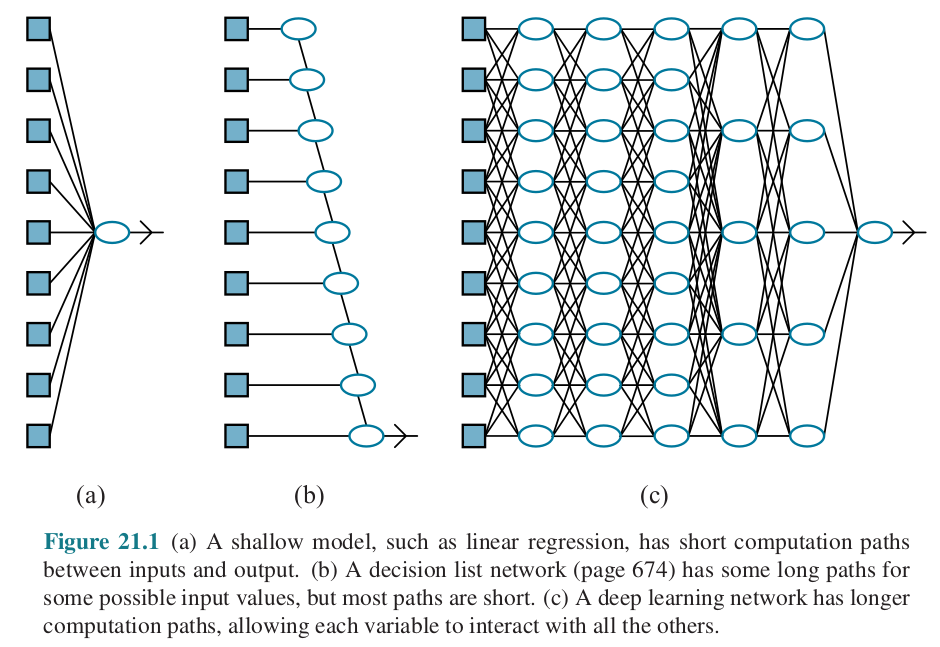 (a) (b) (c)
Figure 21.1 (a) A shallow model, such as linear regression, has short computation paths
between inputs and output. (b) A decision list network (page 674) has some long paths for
some possible input values, but most paths are short. (c) A deep learning network has longer
computation paths, allowing each variable to interact with all the others.